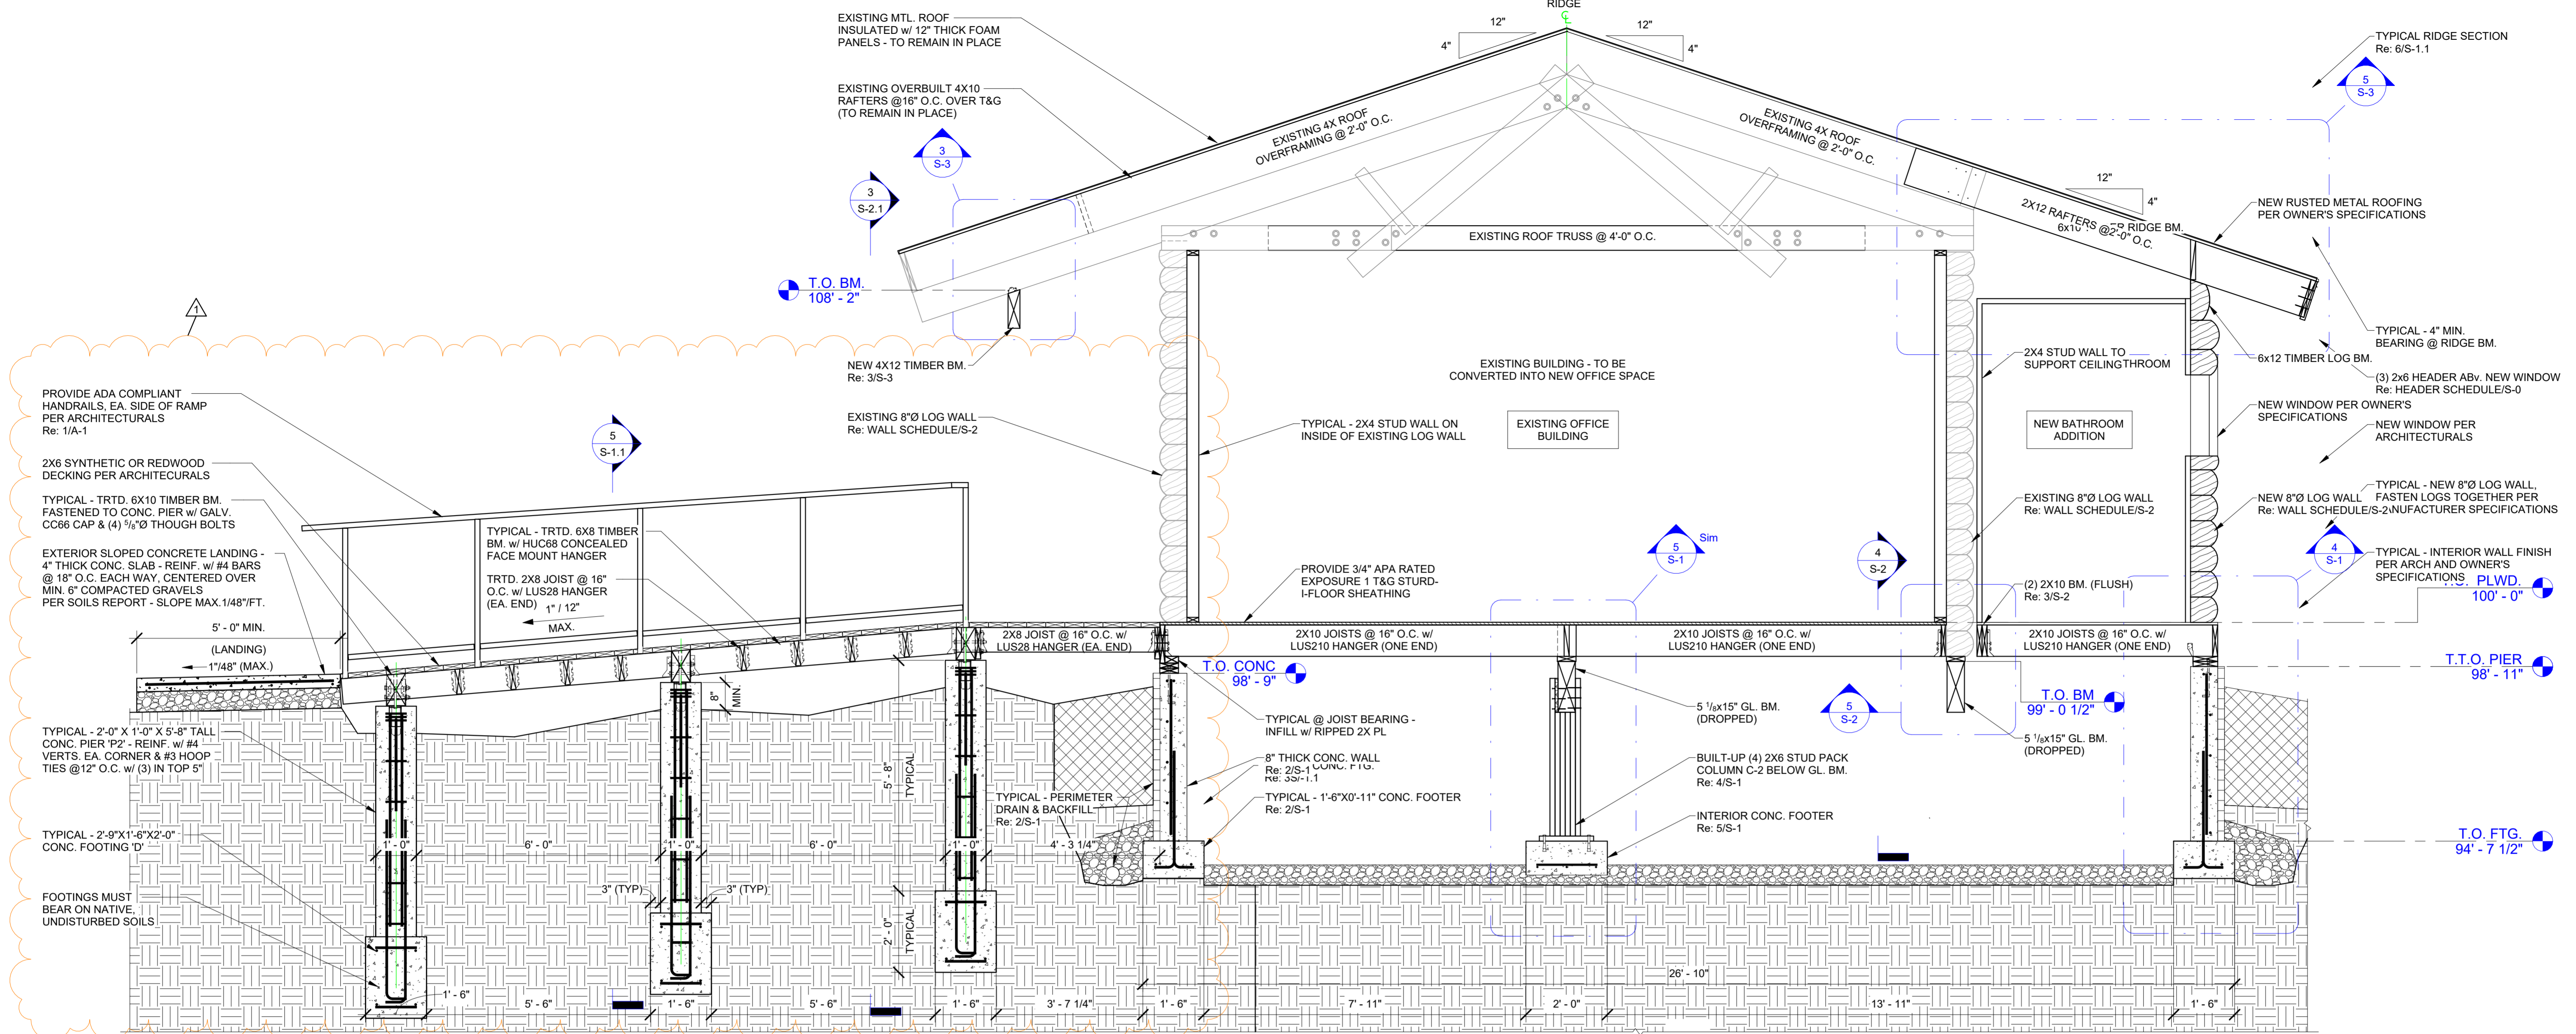 RIDGE
12"
12"
4"
4"
EXISTING MTL. ROOF
INSULATED w/ 12" THICK FOAM
PANELS - TO REMAIN IN PLACE
EXISTING OVERBUILT 4X10
RAFTERS @16" O.C. OVER T&G
(TO REMAIN IN PLACE)
3
S-3
3
S-2.1
EXISTING 4X ROOF
OVERFRAMING @ 2'-0" O.C.
EXISTING 4X ROOF
OVERFRAMING @ 2'-0" O.C.
TYPICAL RIDGE SECTION
Re: 6/S-1.1
5
S-3
12"
4"
2X12 RAFTERS @2'-0" O.C.
RIDGE BM.
NEW RUSTED METAL ROOFING
PER OWNER'S SPECIFICATIONS
EXISTING ROOF TRUSS @ 4'-0" O.C.
T.O. BM.
108' - 2"
1
NEW 4X12 TIMBER BM.
Re: 3/S-3
EXISTING 8"Ø LOG WALL
Re: WALL SCHEDULE/S-2
EXISTING BUILDING - TO BE
CONVERTED INTO NEW OFFICE SPACE
EXISTING OFFICE
BUILDING
TYPICAL - 2X4 STUD WALL ON
INSIDE OF EXISTING LOG WALL
2X4 STUD WALL TO
SUPPORT CEILING
NEW BATHROOM
ADDITION
TYPICAL - 4" MIN.
BEARING @ RIDGE BM.
6x12 TIMBER LOG BM.
(3) 2x6 HEADER ABv. NEW WINDOW
Re: HEADER SCHEDULE/S-0
NEW WINDOW PER OWNER'S
SPECIFICATIONS
NEW WINDOW PER
ARCHITECTURALS
EXISTING 8"Ø LOG WALL
Re: WALL SCHEDULE/S-2
NEW 8"Ø LOG WALL
Re: WALL SCHEDULE/S-2
TYPICAL - NEW 8"Ø LOG WALL,
FASTEN LOGS TOGETHER PER
SPECIFICATIONS
4
S-1
TYPICAL - INTERIOR WALL FINISH
PER ARCH AND OWNER'S
SPECIFICATIONS
PLWD.
100' - 0"
PROVIDE ADA COMPLIANT
HANDRAILS, EA. SIDE OF RAMP
PER ARCHITECTURALS
Re: 1/A-1
2X6 SYNTHETIC OR REDWOOD
DECKING PER ARCHITECURALS
TYPICAL - TRTD. 6X10 TIMBER BM.
FASTENED TO CONC. PIER w/ GALV.
CC66 CAP & (4) 5/8"Ø THOUGH BOLTS
EXTERIOR SLOPED CONCRETE LANDING -
4" THICK CONC. SLAB - REINF. w/ #4 BARS
@ 18" O.C. EACH WAY, CENTERED OVER
MIN. 6" COMPACTED GRAVELS
PER SOILS REPORT - SLOPE MAX.1/48"/FT.
5
S-1.1
TYPICAL - TRTD. 6X8 TIMBER
BM. w/ HUC68 CONCEALED
FACE MOUNT HANGER
TRTD. 2X8 JOIST @ 16"
O.C. w/ LUS28 HANGER
(EA. END)
1" / 12"
MAX.
5' - 0" MIN.
(LANDING)
1"/48" (MAX.)
2X8 JOIST @ 16" O.C. w/
LUS28 HANGER (EA. END)
PROVIDE 3/4" APA RATED
EXPOSURE 1 T&G STURD-
I-FLOOR SHEATHING
5
S-1
Sim
4
S-2
(2) 2X10 BM. (FLUSH)
Re: 3/S-2
2X10 JOISTS @ 16" O.C. w/
LUS210 HANGER (ONE END)
2X10 JOISTS @ 16" O.C. w/
LUS210 HANGER (ONE END)
2X10 JOISTS @ 16" O.C. w/
LUS210 HANGER (ONE END)
T.O. CONC
98' - 9"
T.T.O. PIER
98' - 11"
T.O. BM
99' - 0 1/2"
5
S-2
8"
MIN.
TYPICAL @ JOIST BEARING -
INFILL w/ RIPPED 2X PL
5 1/8x15" GL. BM.
(DROPPED)
5 1/8x15" GL. BM.
(DROPPED)
TYPICAL - 2'-0" X 1'-0" X 5'-8" TALL
CONC. PIER 'P2' - REINF. w/ #4
VERTS. EA. CORNER & #3 HOOP
TIES @12" O.C. w/ (3) IN TOP 5"
8" THICK CONC. WALL
Re: 2/S-1
CONC. FTG.
BUILT-UP (4) 2X6 STUD PACK
COLUMN C-2 BELOW GL. BM.
Re: 4/S-1
5' - 8"
TYPICAL
TYPICAL - PERIMETER
DRAIN & BACKFILL
Re: 2/S-1
TYPICAL - 1'-6"X0'-11" CONC. FOOTER
Re: 2/S-1
INTERIOR CONC. FOOTER
Re: 5/S-1
T.O. FTG.
94' - 7 1/2"
TYPICAL - 2'-9"X1'-6"X2'-0"
CONC. FOOTING 'D'
1' - 0"
6' - 0"
1' - 0"
6' - 0"
1' - 0"
4' - 3 1/4"
3" (TYP)
3" (TYP)
FOOTINGS MUST
BEAR ON NATIVE,
UNDISTURBED SOILS
2' - 0"
TYPICAL
26' - 10"
1' - 6"
5' - 6"
1' - 6"
5' - 6"
1' - 6"
3' - 7 1/4"
1' - 6"
7' - 11"
2' - 0"
13' - 11"
1' - 6"